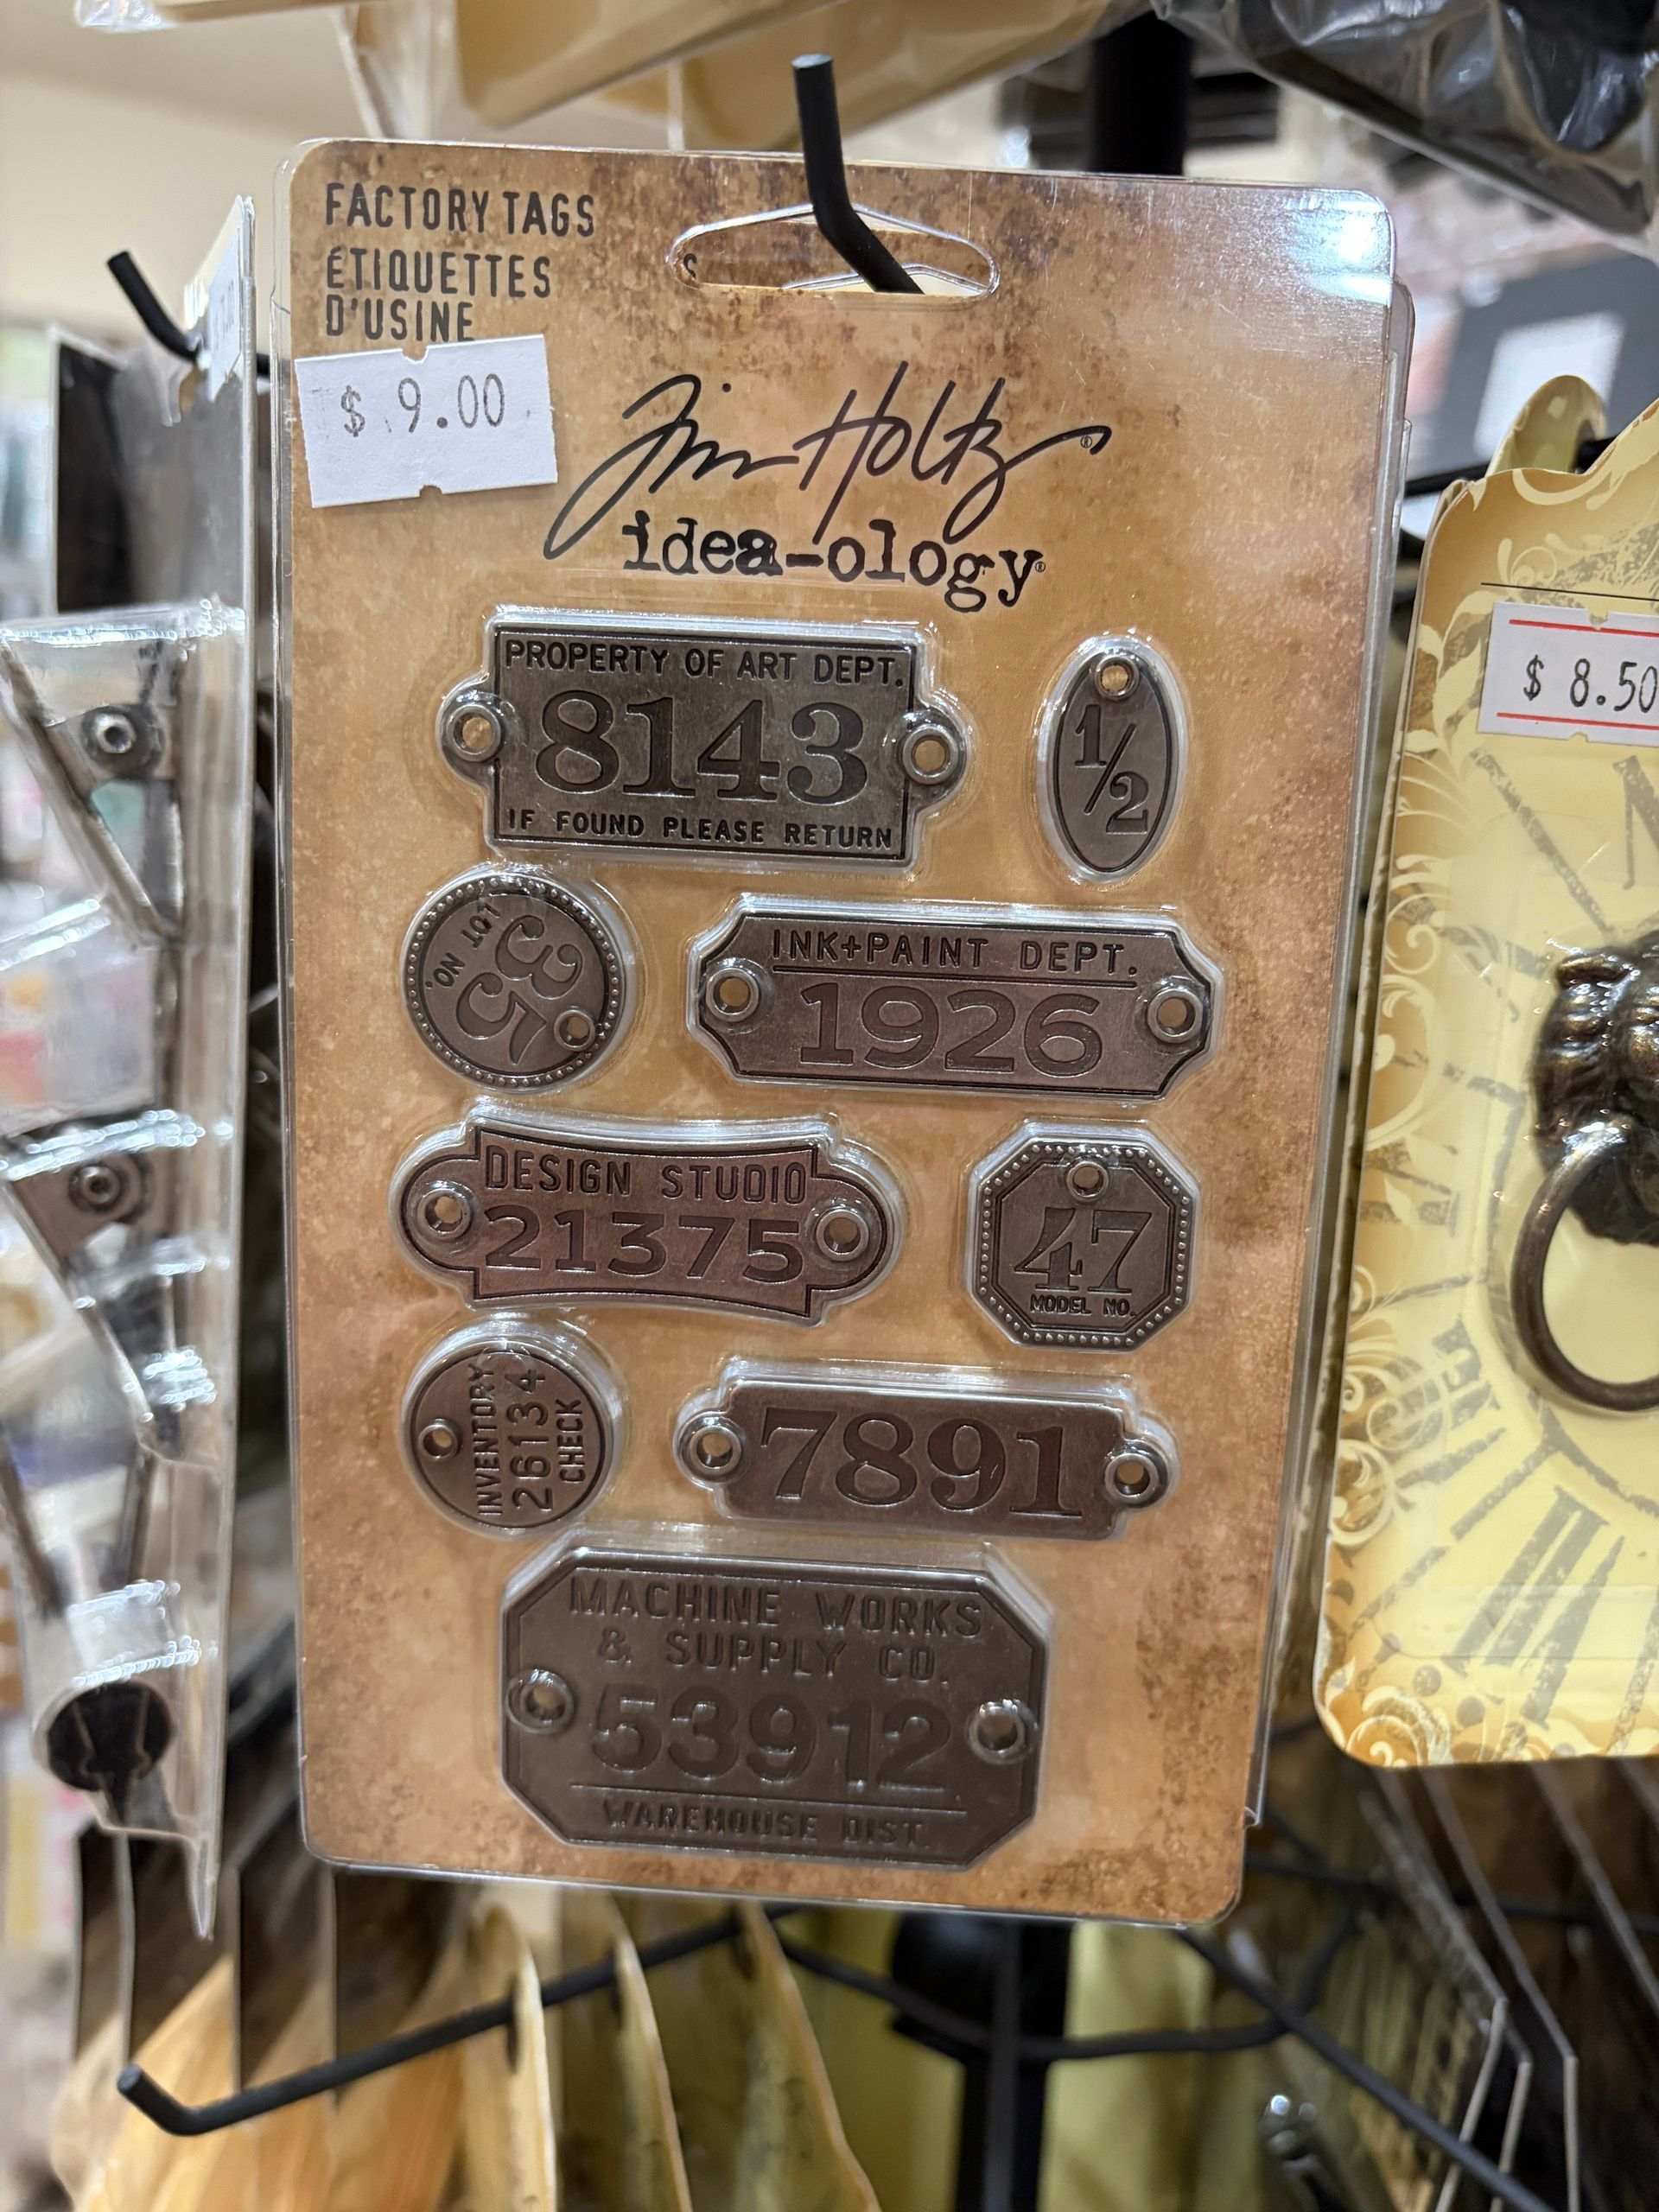 FACTORY TAGS
ÉTIQUETTES
D'USINE
$ 9.00
Tim Holtz®
idea-ology®
PROPERTY OF ART DEPT.
8143
IF FOUND PLEASE RETURN
1/2
LOT NO.
35
INK+PAINT DEPT.
1926
DESIGN STUDIO
21375
47
MODEL NO.
INVENTORY
26134
CHECK
7891
MACHINE WORKS
& SUPPLY CO.
53912
WAREHOUSE DIST.
$ 8.50